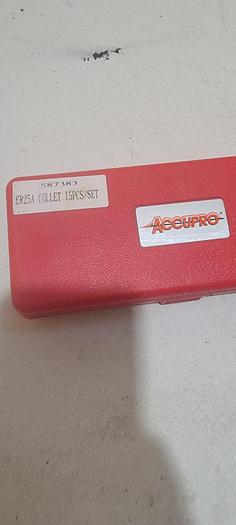 587383
ER25A COLLET 15PCS/SET
ACCUPRO